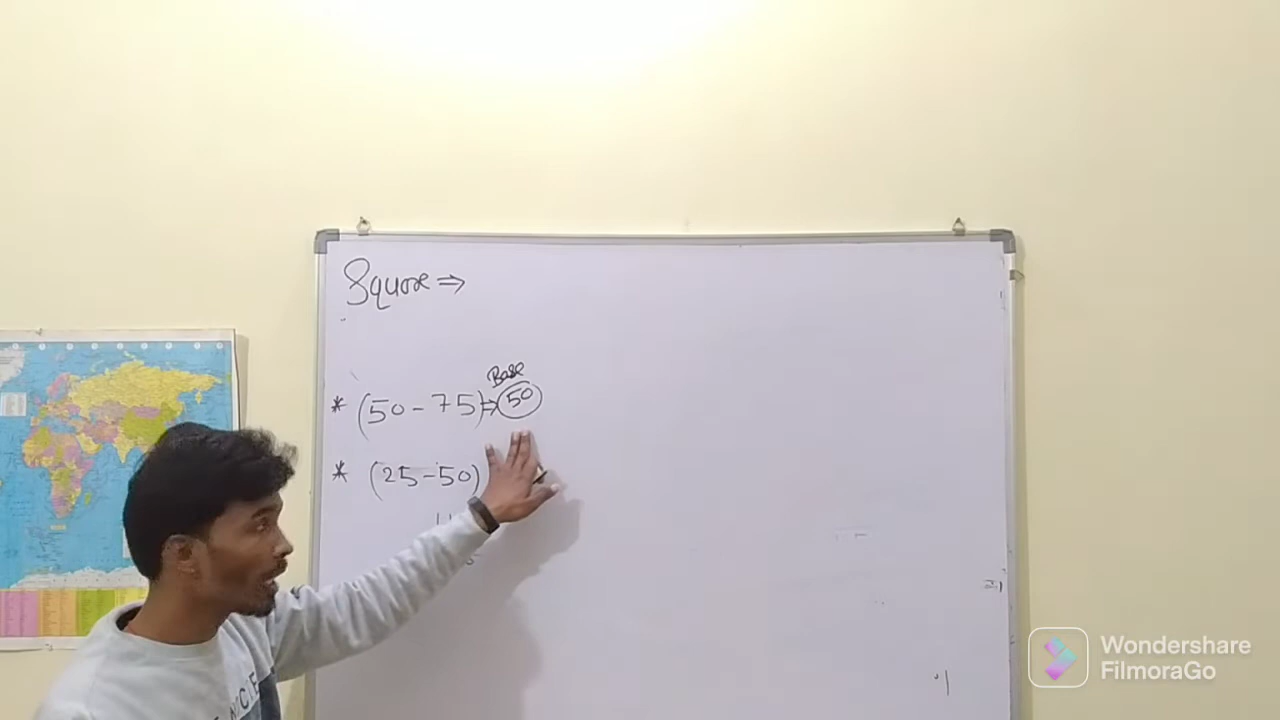 Square ⇒
Base
* (50 - 75) ⇒ 50
* (25 - 50)
Wondershare
FilmoraGo